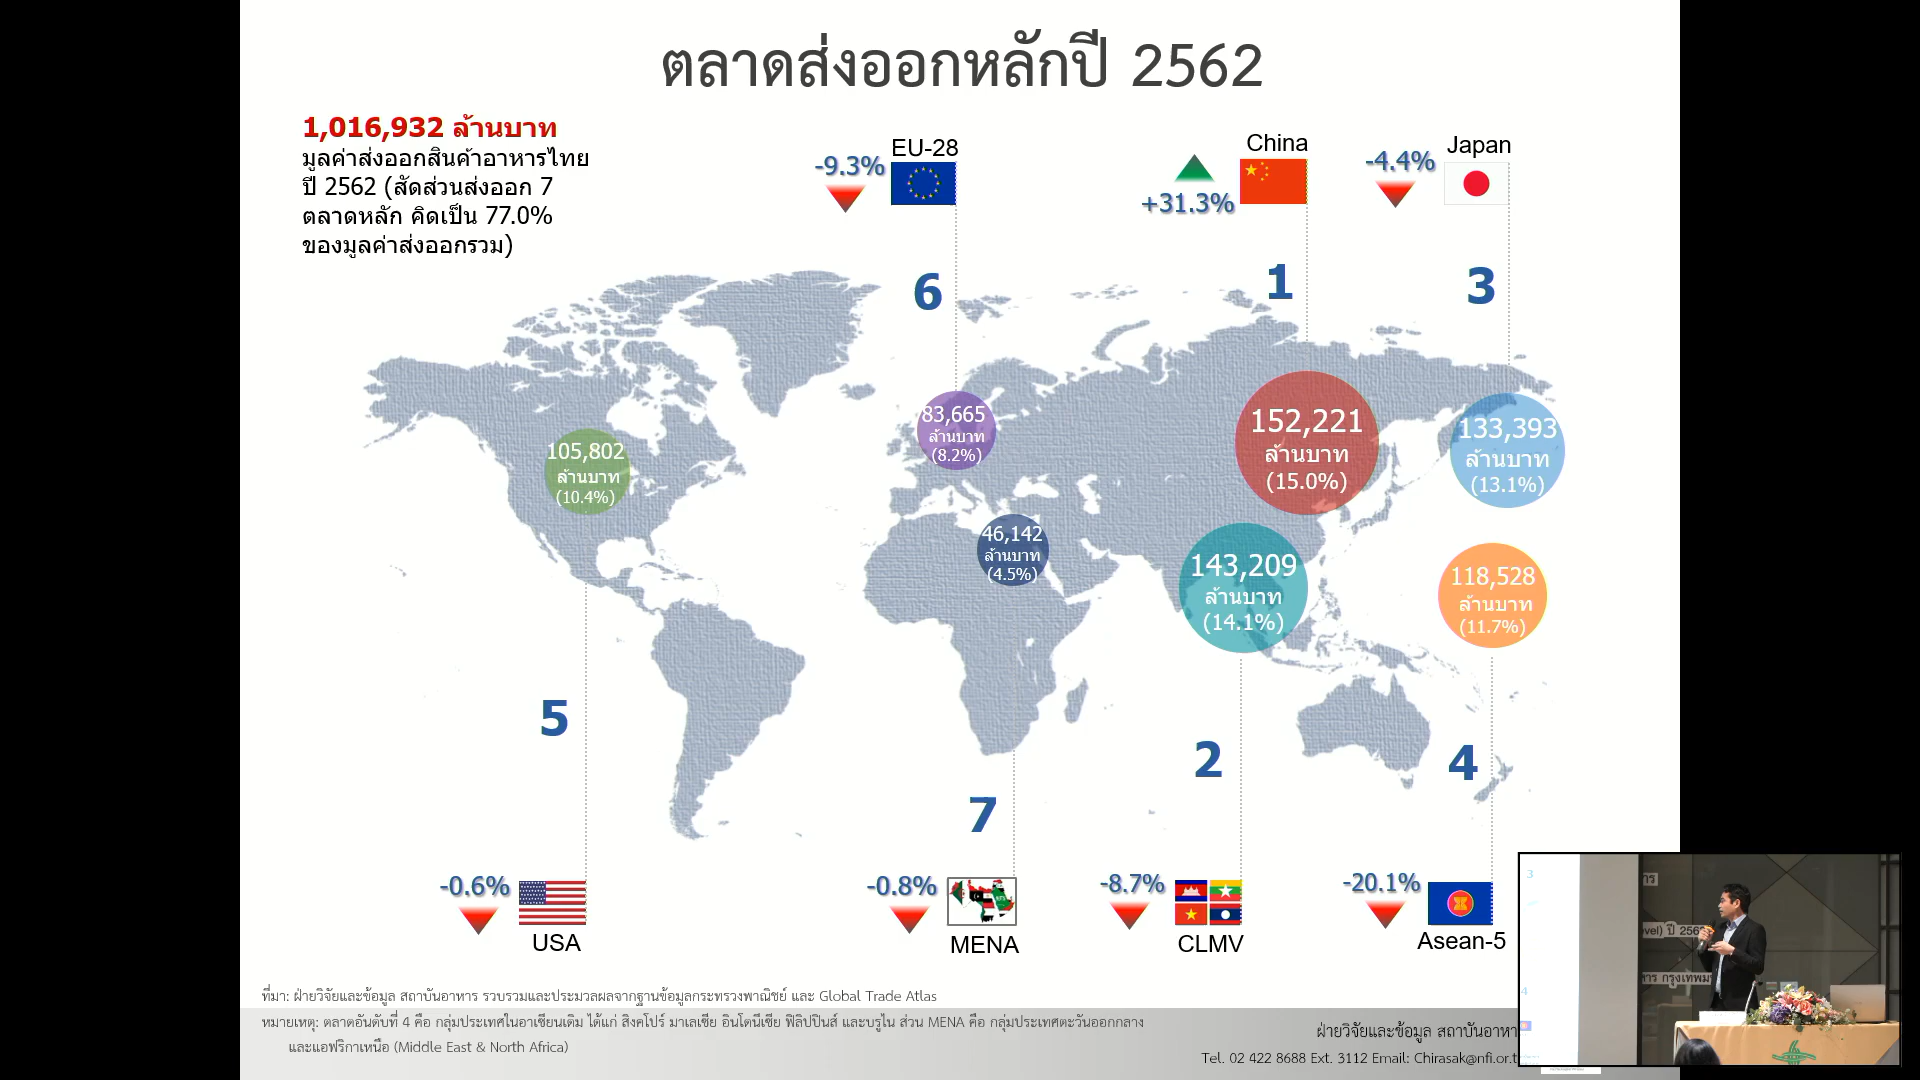 ตลาดส่งออกหลักปี 2562
1,016,932 ล้านบาท
มูลค่าส่งออกสินค้าอาหารไทย
ปี 2562 (สัดส่วนส่งออก 7
ตลาดหลัก คิดเป็น 77.0%
ของมูลค่าส่งออกรวม)
EU-28
-9.3%
China
+31.3%
Japan
-4.4%
6
1
3
105,802
ล้านบาท
(10.4%)
83,665
ล้านบาท
(8.2%)
152,221
ล้านบาท
(15.0%)
133,393
ล้านบาท
(13.1%)
46,142
ล้านบาท
(4.5%)
143,209
ล้านบาท
(14.1%)
118,528
ล้านบาท
(11.7%)
5
7
2
4
-0.6%
USA
-0.8%
MENA
-8.7%
CLMV
-20.1%
Asean-5
ที่มา: ฝ่ายวิจัยและข้อมูล สถาบันอาหาร รวบรวมและประมวลผลจากฐานข้อมูลกระทรวงพาณิชย์ และ Global Trade Atlas
หมายเหตุ: ตลาดอันดับที่ 4 คือ กลุ่มประเทศในอาเซียนเดิม ได้แก่ สิงคโปร์ มาเลเซีย อินโดนีเซีย ฟิลิปปินส์ และบรูไน ส่วน MENA คือ กลุ่มประเทศตะวันออกกลาง
และแอฟริกาเหนือ (Middle East & North Africa)
ฝ่ายวิจัยและข้อมูล สถาบันอาหา
Tel. 02 422 8688 Ext. 3112 Email: Chirasak@nfi.or.t
3
4
evel) ปี 256
หาร กรุงเทพม